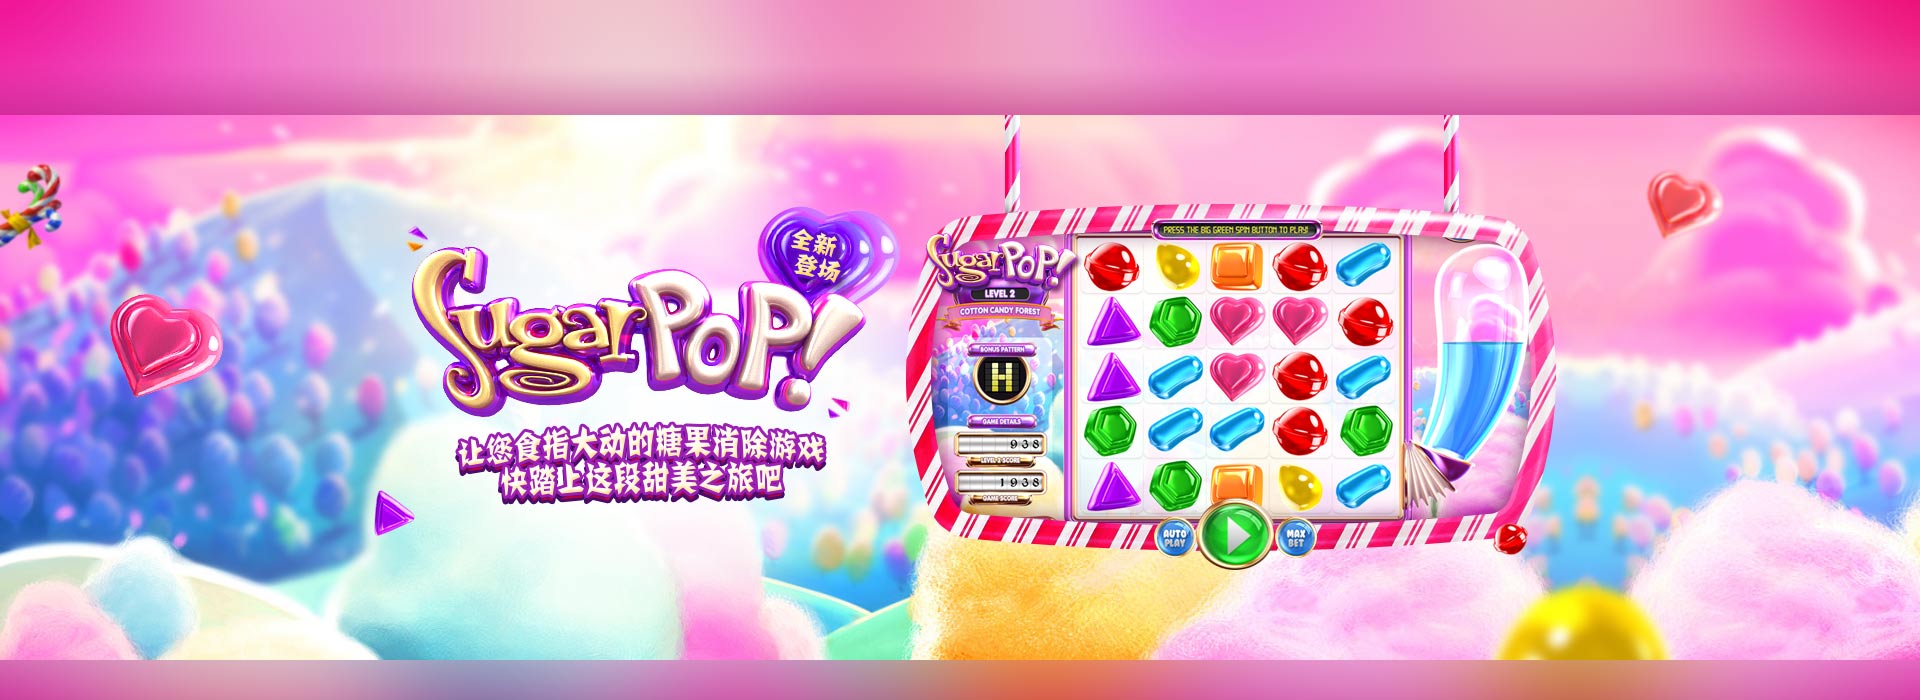 全新
登场
SugarPOP!
让您食指大动的糖果消除游戏
快踏上这段甜美之旅吧
PRESS THE BIG GREEN SPIN BUTTON TO PLAY!
SugarPOP!
LEVEL 2
COTTON CANDY FOREST
BONUS PATTERN
H
GAME DETAILS
938
LEVEL 2 SCORE
1938
GAME SCORE
AUTO
PLAY
MAX
BET